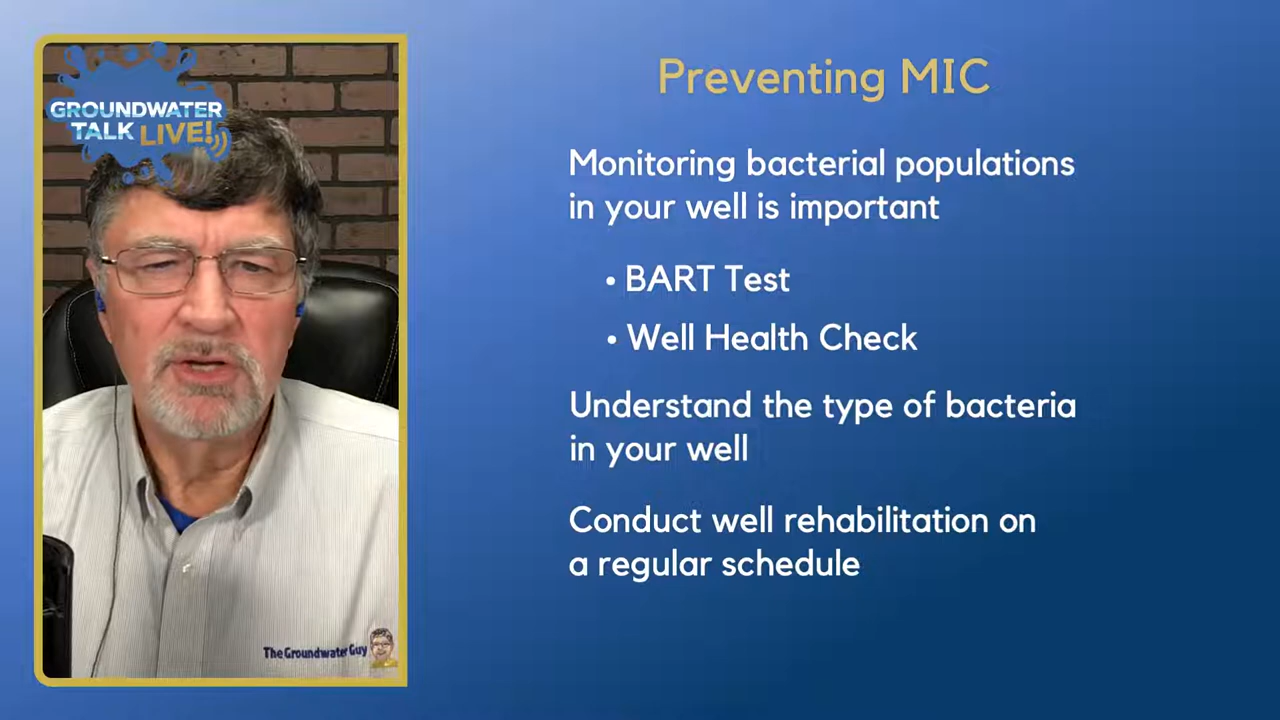 GROUNDWATER
TALK LIVE!
The Groundwater Guy
Preventing MIC
Monitoring bacterial populations
in your well is important
• BART Test
• Well Health Check
Understand the type of bacteria
in your well
Conduct well rehabilitation on
a regular schedule